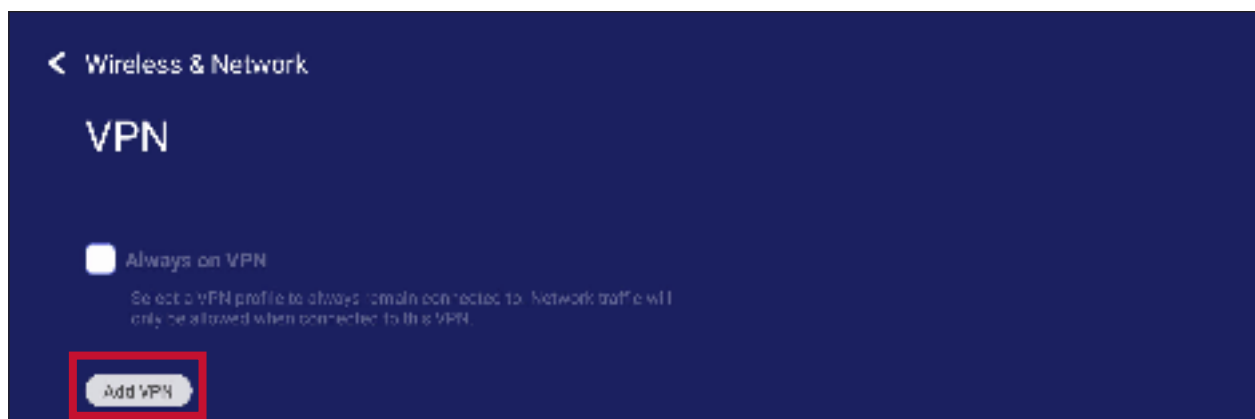 Wireless & Network
VPN
Always on VPN
Select a VPN profile to always remain connected to. Network traffic will
only be allowed when connected to this VPN.
Add VPN